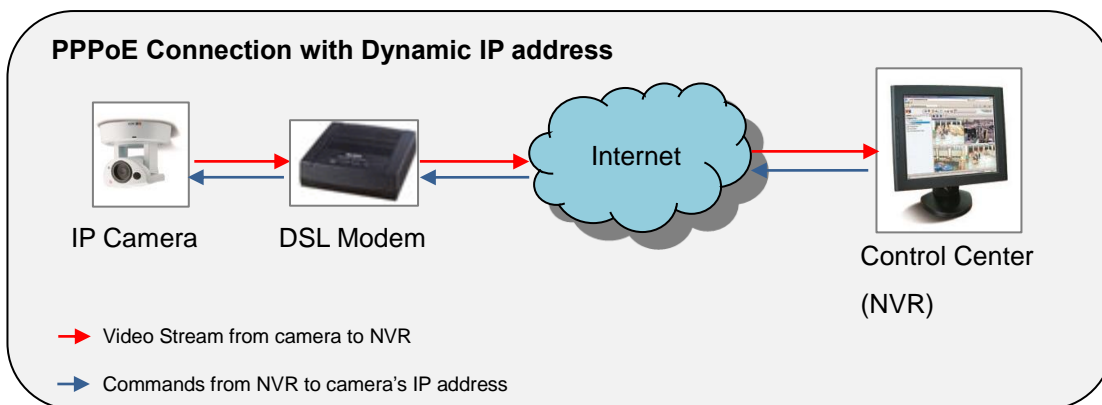 PPPoE Connection with Dynamic IP address
Internet
IP Camera
DSL Modem
Control Center
(NVR)
Video Stream from camera to NVR
Commands from NVR to camera's IP address